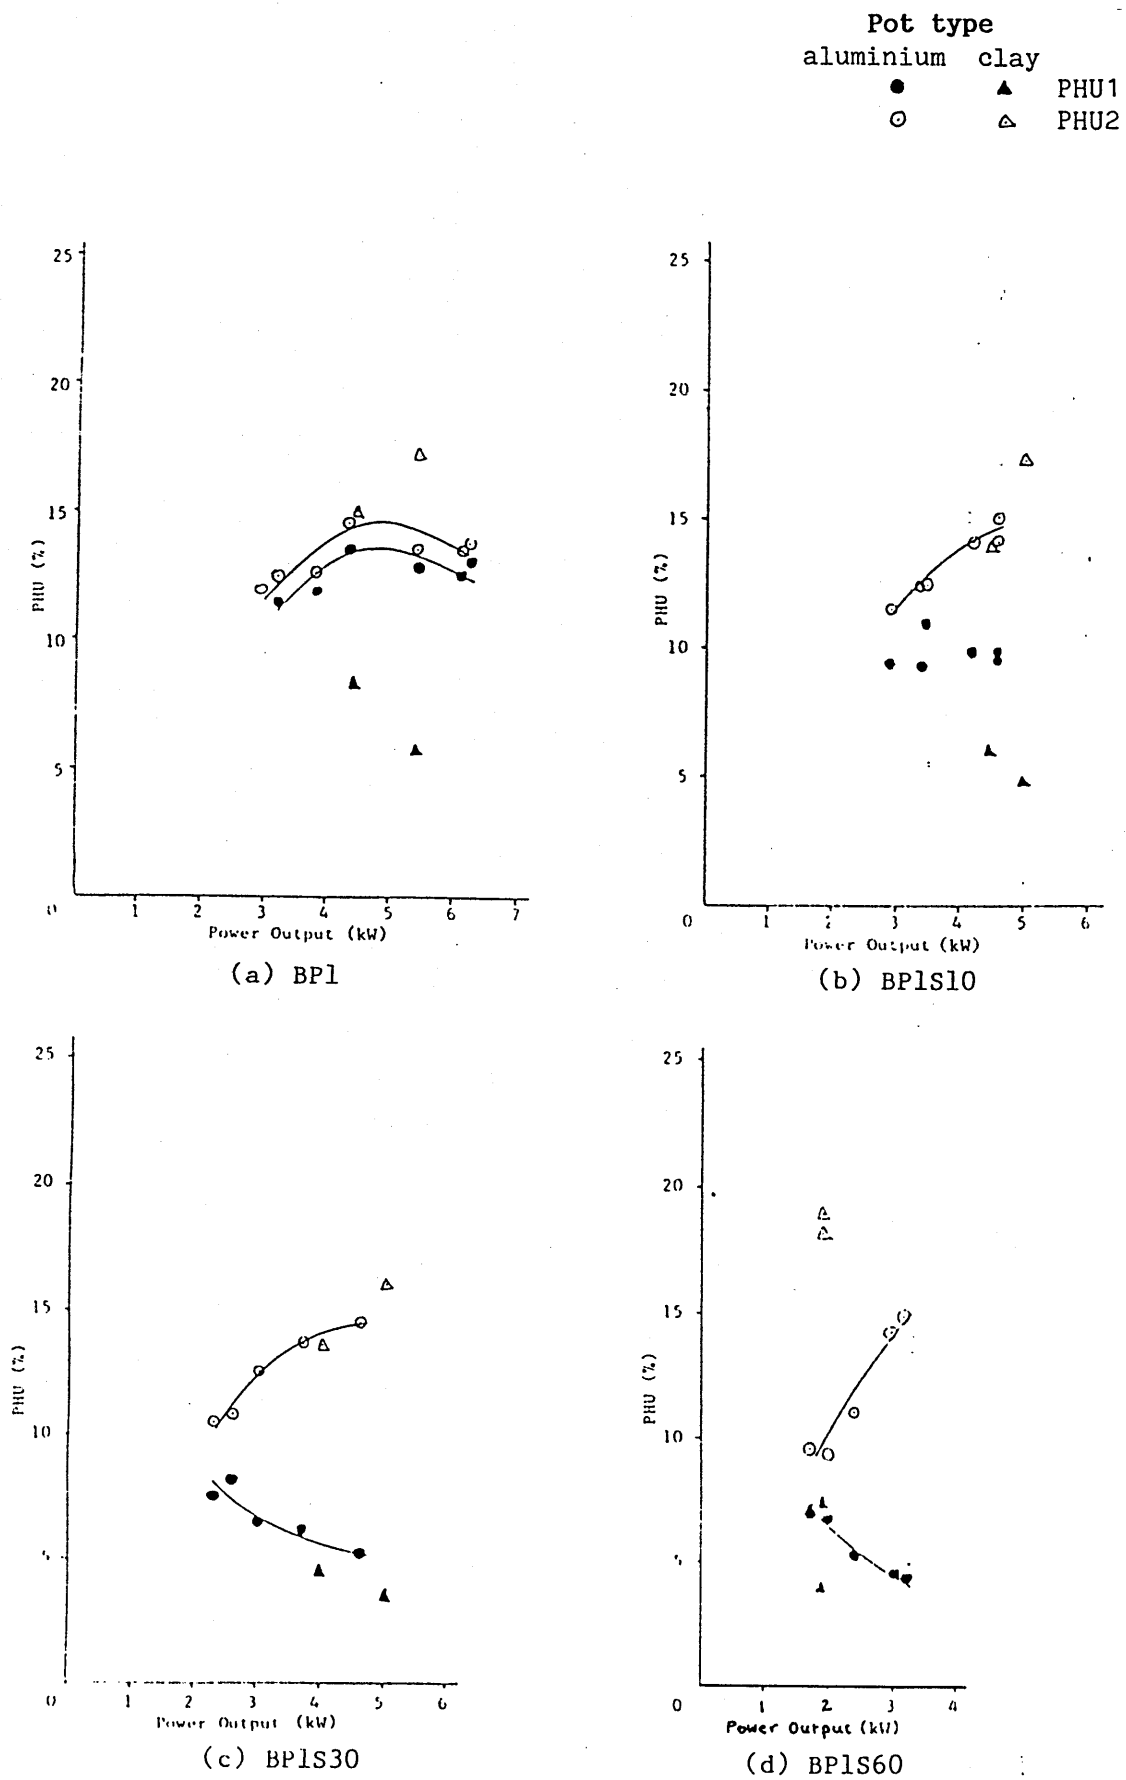 Pot type
aluminium clay
PHU1
PHU2
25
20
15
10
5
PHU (%)
0
1 2 3 4 5 6 7
Power Output (kW)
(a) BP1
25
20
15
10
5
PHU (%)
0
1 2 3 4 5 6
Power Output (kW)
(b) BP1S10
25
20
15
10
PHU (%)
0
1 2 3 4 5 6
Power Output (kW)
(c) BP1S30
25
20
15
10
PHU (%)
0
1 2 3 4
Power Output (kW)
(d) BP1S60